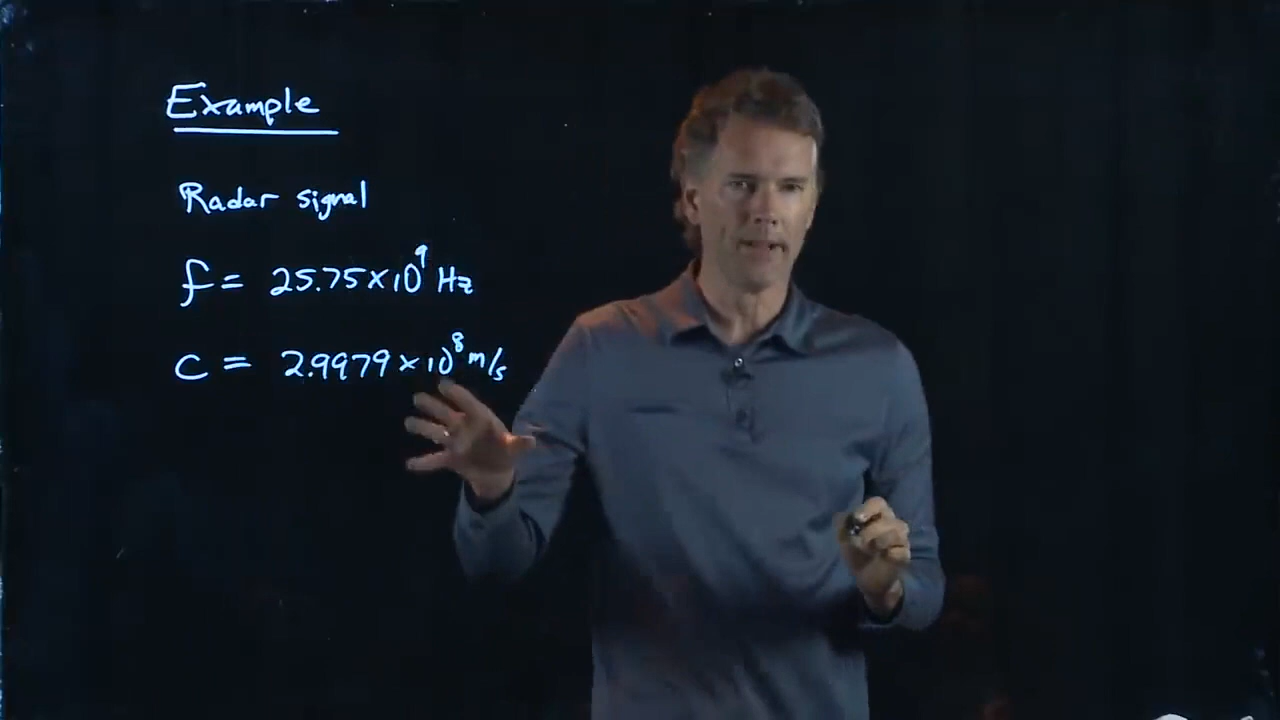 Example
Radar signal
f = 25.75×10⁹ Hz
c = 2.9979×10⁸ m/s